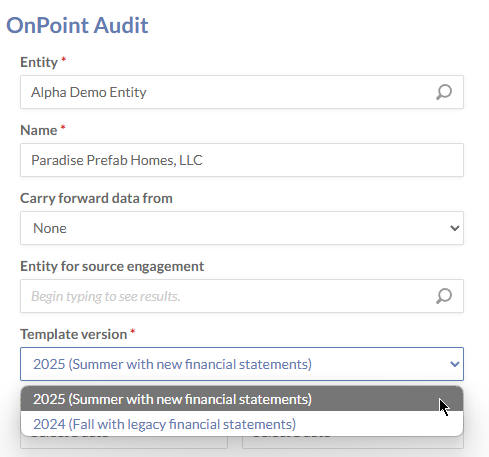 OnPoint Audit
Entity *
Alpha Demo Entity
Name *
Paradise Prefab Homes, LLC
Carry forward data from
None
Entity for source engagement
Begin typing to see results.
Template version *
2025 (Summer with new financial statements)
2025 (Summer with new financial statements)
2024 (Fall with legacy financial statements)